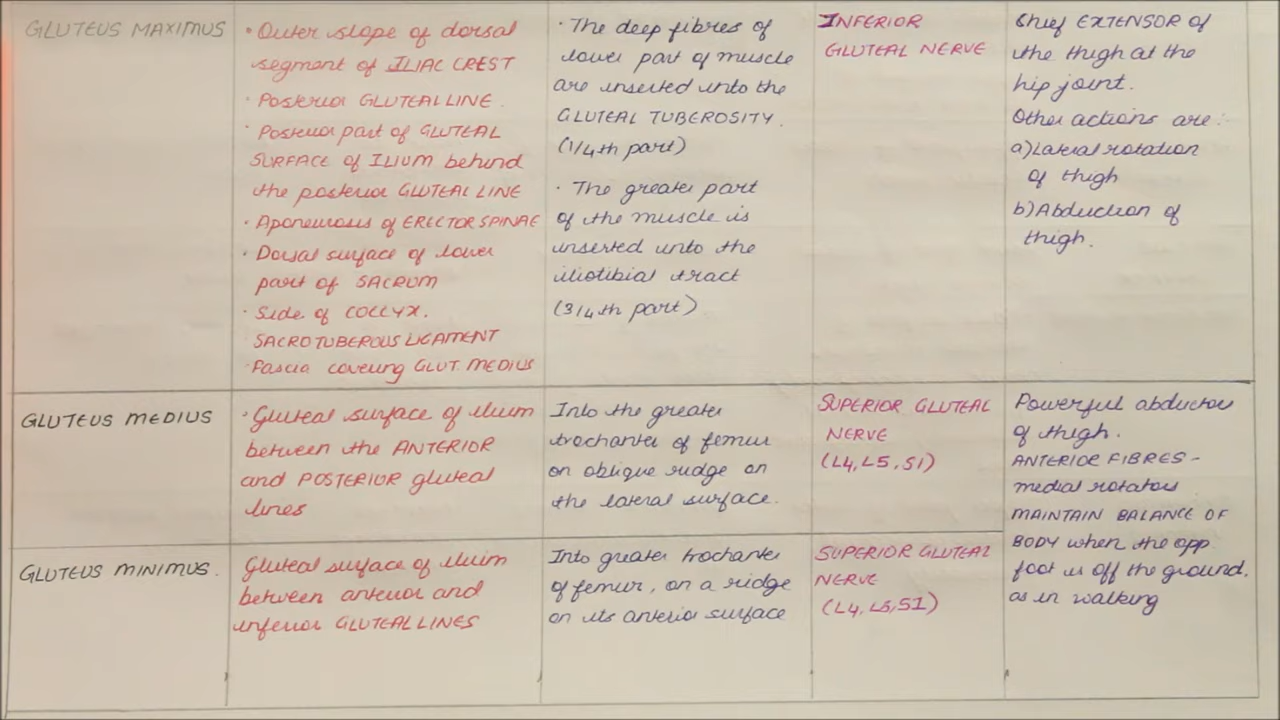 GLUTEUS MAXIMUS
• Outer slope of dorsal
segment of ILIAC CREST
• Posterior GLUTEAL LINE.
• Posterior part of GLUTEAL
SURFACE of ILIUM behind
the posterior GLUTEAL LINE
• Aponeurosis of ERECTOR SPINAE
• Dorsal surface of lower
part of SACRUM
• Side of COCCYX.
SACROTUBEROUS LIGAMENT
• Fascia covering GLUT. MEDIUS
• The deep fibres of
lower part of muscle
are inserted into the
GLUTEAL TUBEROSITY.
(1/4th part)
• The greater part
of the muscle is
inserted into the
iliotibial tract
(3/4th part)
INFERIOR
GLUTEAL NERVE
Chief EXTENSOR of
the thigh at the
hip joint.
Other actions are:-
a) Lateral rotation
of thigh
b) Abduction of
thigh.
GLUTEUS MEDIUS
• Gluteal surface of ilium
between the ANTERIOR
and POSTERIOR gluteal
lines
Into the greater
trochanter of femur
on oblique ridge on
the lateral surface.
SUPERIOR GLUTEAL
NERVE
(L4, L5, S1)
Powerful abductor
of thigh.
ANTERIOR FIBRES -
medial rotators
MAINTAIN BALANCE OF
BODY when the opp.
foot is off the ground.
as in walking
GLUTEUS MINIMUS.
Gluteal surface of ilium
between anterior and
inferior GLUTEAL LINES
Into greater trochanter
of femur, on a ridge
on its anterior surface
SUPERIOR GLUTEAL
NERVE
(L4, L5, S1)